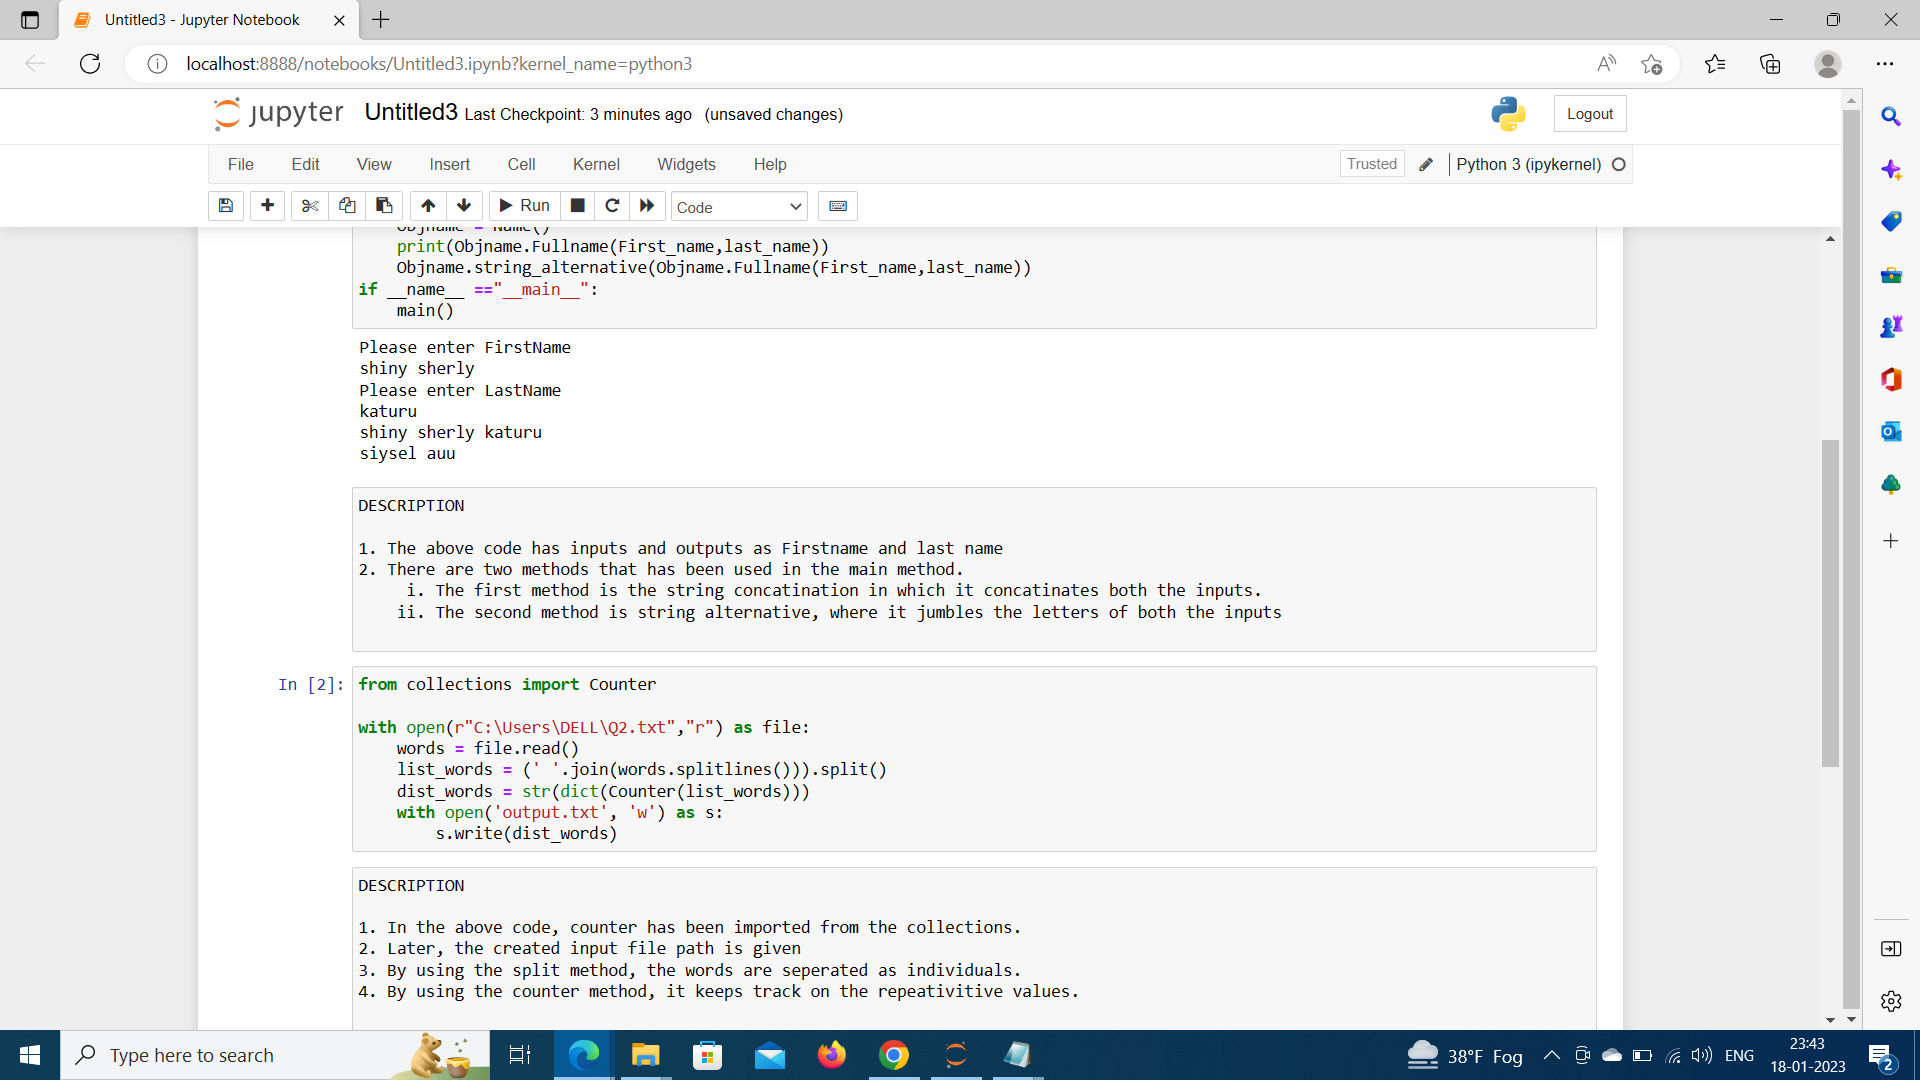 Untitled3 - Jupyter Notebook
localhost:8888/notebooks/Untitled3.ipynb?kernel_name=python3
jupyter Untitled3 Last Checkpoint: 3 minutes ago (unsaved changes)
Logout
File Edit View Insert Cell Kernel Widgets Help
Trusted Python 3 (ipykernel)
Run Code
Objname = Name()
print(Objname.Fullname(First_name,last_name))
Objname.string_alternative(Objname.Fullname(First_name,last_name))
if __name__ =="__main__":
main()
Please enter FirstName
shiny sherly
Please enter LastName
katuru
shiny sherly katuru
siysel auu
DESCRIPTION
1. The above code has inputs and outputs as Firstname and last name
2. There are two methods that has been used in the main method.
i. The first method is the string concatination in which it concatinates both the inputs.
ii. The second method is string alternative, where it jumbles the letters of both the inputs
In [2]: from collections import Counter
with open(r"C:\Users\DELL\Q2.txt","r") as file:
words = file.read()
list_words = (' '.join(words.splitlines())).split()
dist_words = str(dict(Counter(list_words)))
with open('output.txt', 'w') as s:
s.write(dist_words)
DESCRIPTION
1. In the above code, counter has been imported from the collections.
2. Later, the created input file path is given
3. By using the split method, the words are seperated as individuals.
4. By using the counter method, it keeps track on the repeativitive values.
Type here to search
38°F Fog
ENG
23:43
18-01-2023
2